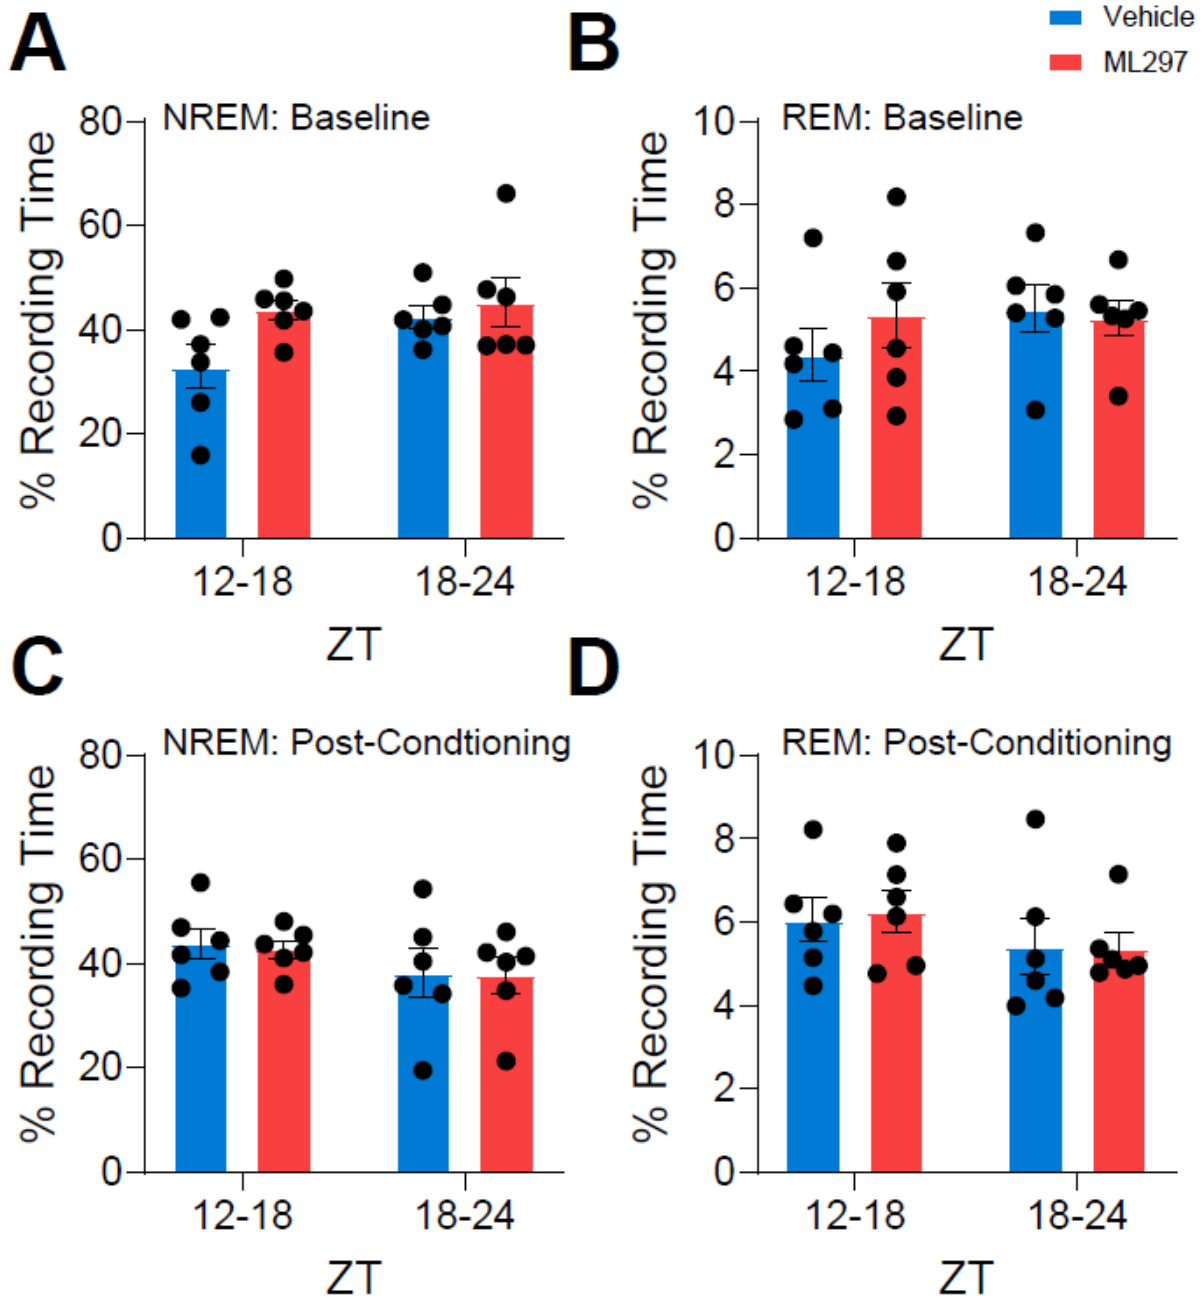 A
B
Vehicle
ML297
NREM: Baseline
% Recording Time
80
60
40
20
0
12-18
18-24
ZT
REM: Baseline
% Recording Time
10
8
6
4
2
0
12-18
18-24
ZT
C
D
NREM: Post-Condtioning
% Recording Time
80
60
40
20
0
12-18
18-24
ZT
REM: Post-Conditioning
% Recording Time
10
8
6
4
2
0
12-18
18-24
ZT